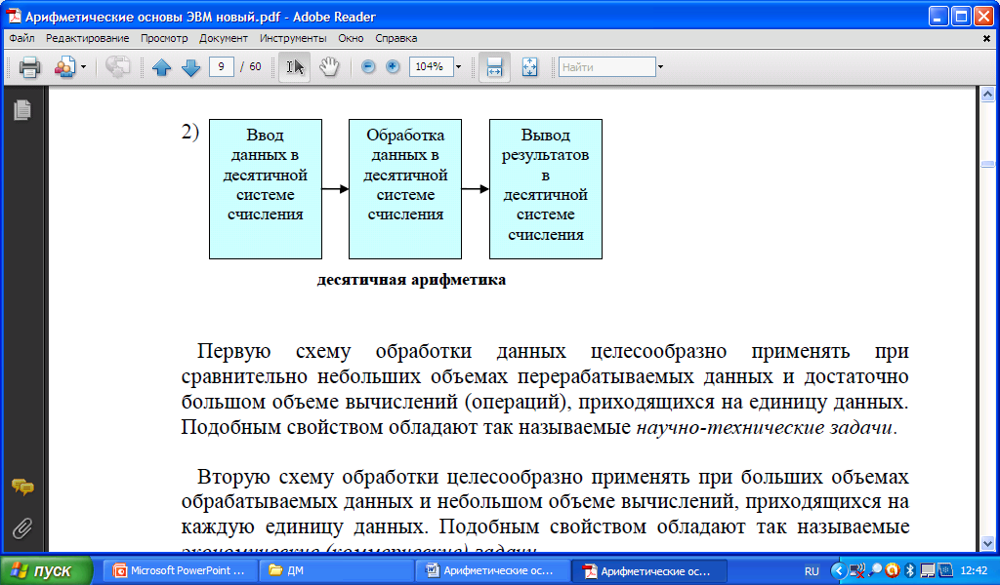 Арифметические основы ЭВМ новый.pdf - Adobe Reader
Файл Редактирование Просмотр Документ Инструменты Окно Справка
9 / 60 104% Найти
2)
Ввод
данных в
десятичной
системе
счисления
Обработка
данных в
десятичной
системе
счисления
Вывод
результатов
в
десятичной
системе
счисления
десятичная арифметика
Первую схему обработки данных целесообразно применять при
сравнительно небольших объемах перерабатываемых данных и достаточно
большом объеме вычислений (операций), приходящихся на единицу данных.
Подобным свойством обладают так называемые научно-технические задачи.
Вторую схему обработки целесообразно применять при больших объемах
обрабатываемых данных и небольшом объеме вычислений, приходящихся на
каждую единицу данных. Подобным свойством обладают так называемые
пуск Microsoft PowerPoint ... ДМ Арифметические ос... Арифметические ос... RU 12:42